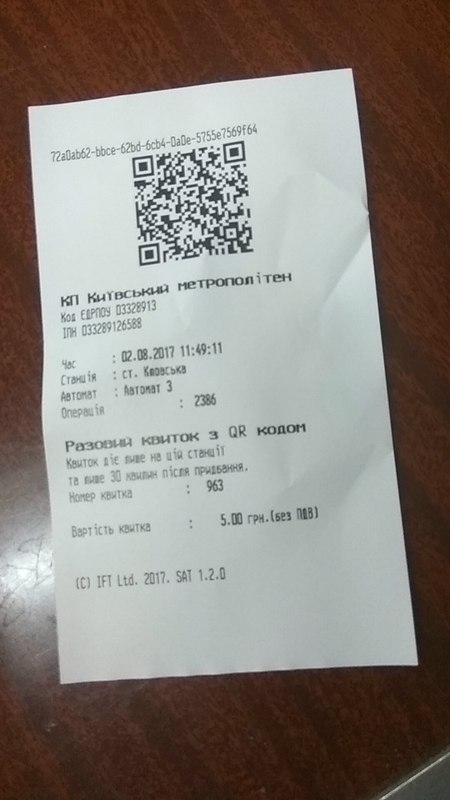 72a0ab62-bbce-62bd-6cb4-0a0e-5755e7569f64
КП Київський метрополітен
Код ЄДРПОУ 03328913
ІПН 033289126588
Час : 02.08.2017 11:49:11
Станція : ст. Кловська
Автомат : Автомат 3
Операція : 2386
Разовий квиток з QR кодом
Квиток діє лише на цій станції
та лише 30 хвилин після придбання.
Номер квитка : 963
Вартість квитка : 5.00 грн.(без ПДВ)
(C) IFT Ltd. 2017. SAT 1.2.0